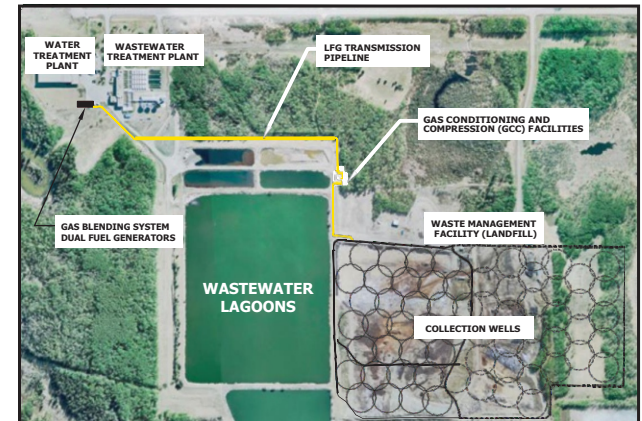 WATER
TREATMENT
PLANT
WASTEWATER
TREATMENT PLANT
LFG TRANSMISSION
PIPELINE
GAS CONDITIONING AND
COMPRESSION (GCC) FACILITIES
GAS BLENDING SYSTEM
DUAL FUEL GENERATORS
WASTE MANAGEMENT
FACILITY (LANDFILL)
WASTEWATER
LAGOONS
COLLECTION WELLS